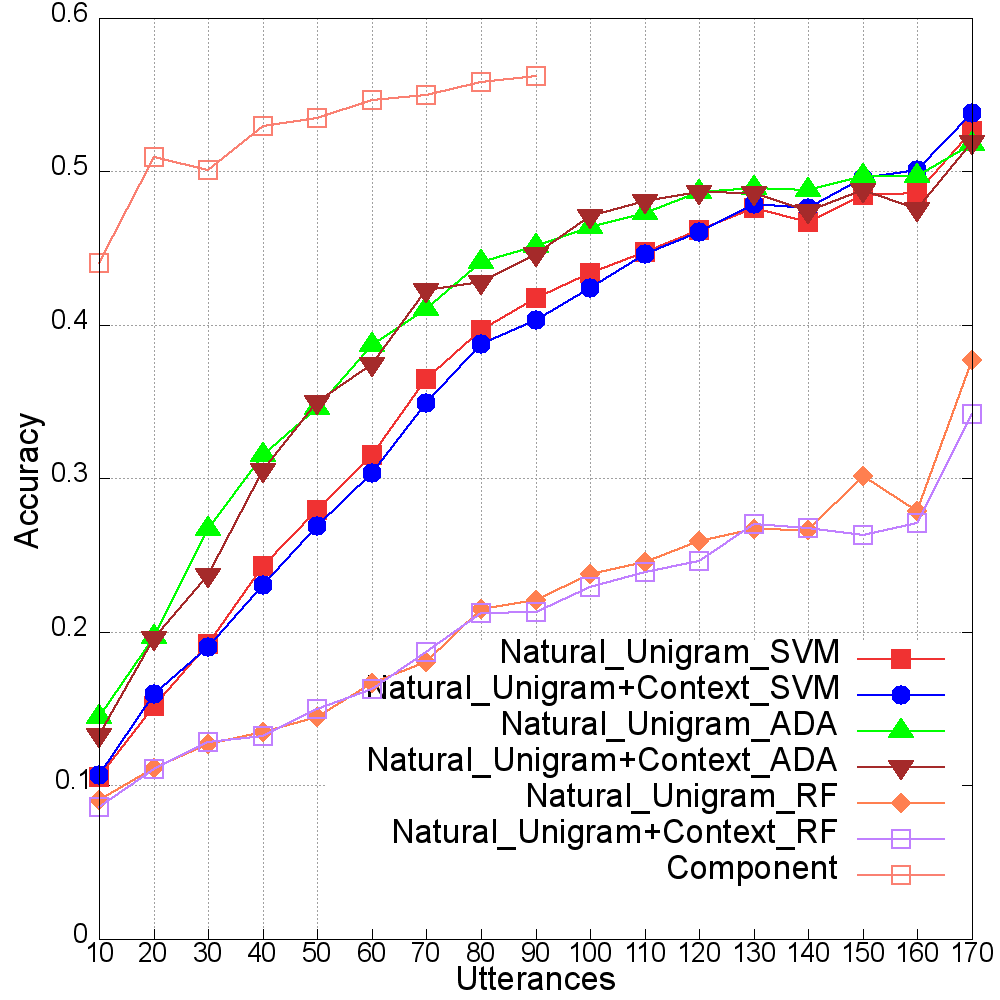 0.6
0.5
0.4
0.3
0.2
0.1
0
Accuracy
Natural_Unigram_SVM
Natural_Unigram+Context_SVM
Natural_Unigram_ADA
Natural_Unigram+Context_ADA
Natural_Unigram_RF
Natural_Unigram+Context_RF
Component
10 20 30 40 50 60 70 80 90 100 110 120 130 140 150 160 170
Utterances